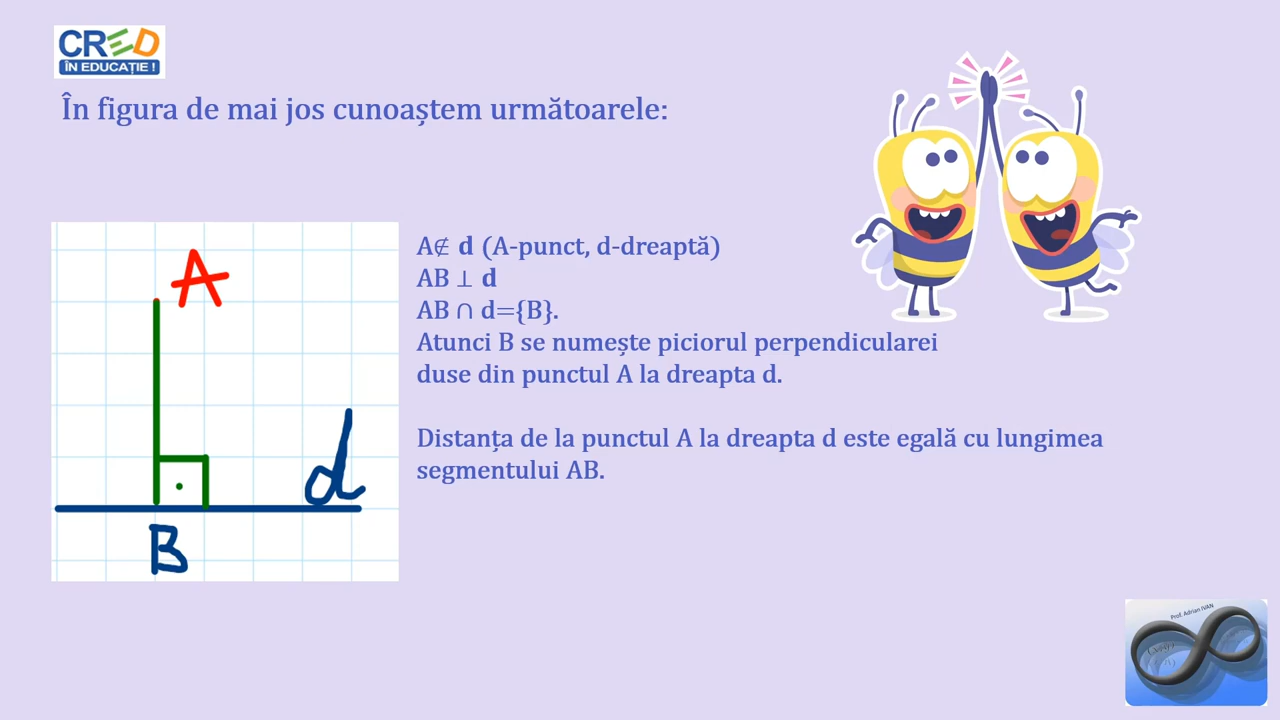 CRED
ÎN EDUCAȚIE !
În figura de mai jos cunoaștem următoarele:
A
d
B
A∉ d (A-punct, d-dreaptă)
AB ⊥ d
AB ∩ d={B}.
Atunci B se numește piciorul perpendicularei
duse din punctul A la dreapta d.
Distanța de la punctul A la dreapta d este egală cu lungimea
segmentului AB.
Prof. Adrian IVAN